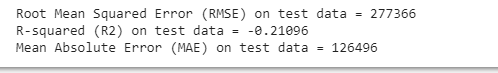 Root Mean Squared Error (RMSE) on test data = 277366
R-squared (R2) on test data = -0.21096
Mean Absolute Error (MAE) on test data = 126496